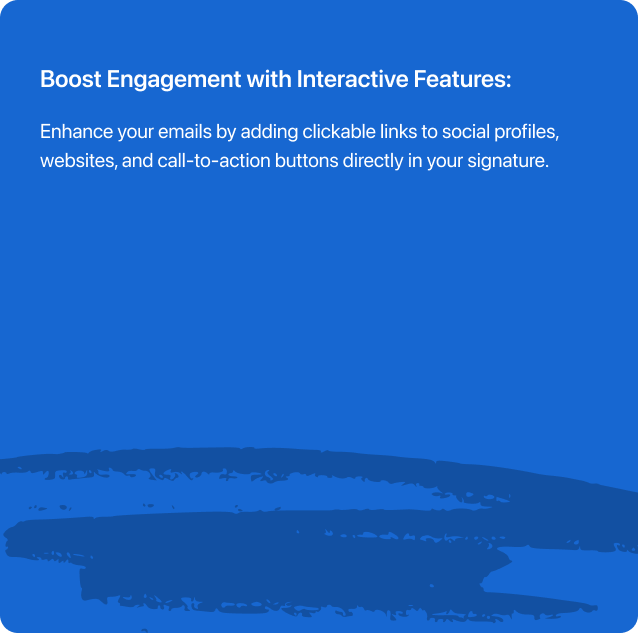 Boost Engagement with Interactive Features:
Enhance your emails by adding clickable links to social profiles,
websites, and call-to-action buttons directly in your signature.